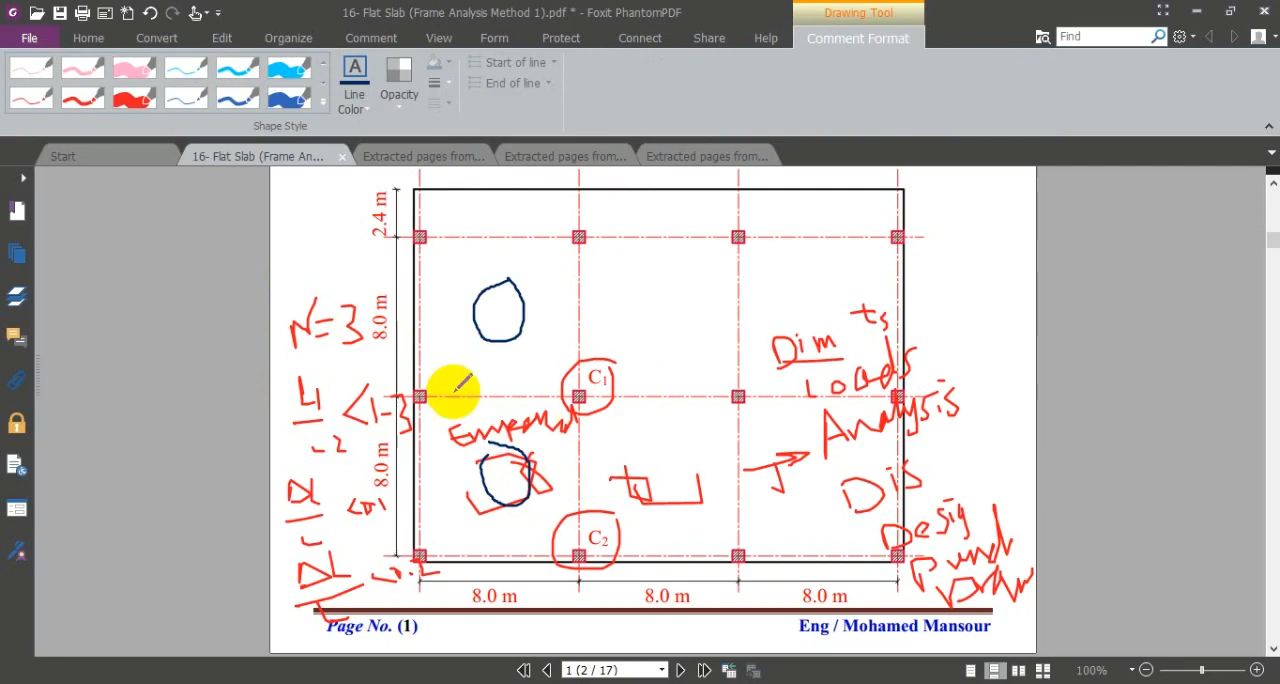 16- Flat Slab (Frame Analysis Method 1).pdf * - Foxit PhantomPDF
Drawing Tool
File Home Convert Edit Organize Comment View Form Protect Connect Share Help Comment Format
Find
Line Color
Opacity
Start of line
End of line
Shape Style
Start
16- Flat Slab (Frame An...
Extracted pages from...
Extracted pages from...
Extracted pages from...
2.4 m
8.0 m
8.0 m
N=3
C1
C2
Dim ts
Loads
Analysis
Dis
Desig
8.0 m 8.0 m 8.0 m
Page No. (1) Eng / Mohamed Mansour
1 (2 / 17)
100%